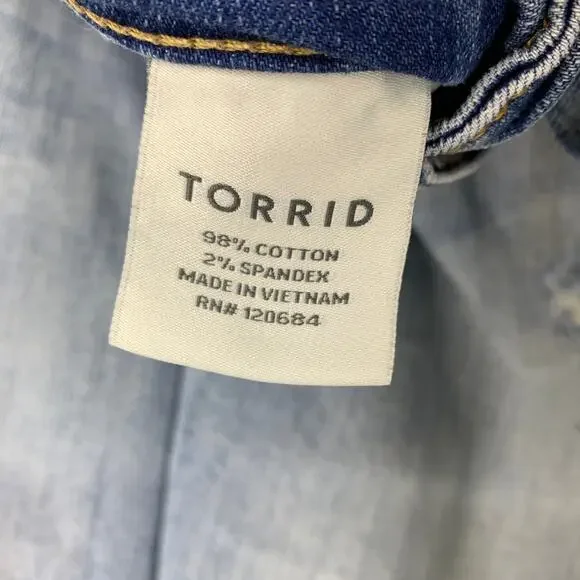 TORRID
98% COTTON
2% SPANDEX
MADE IN VIETNAM
RN# 120684